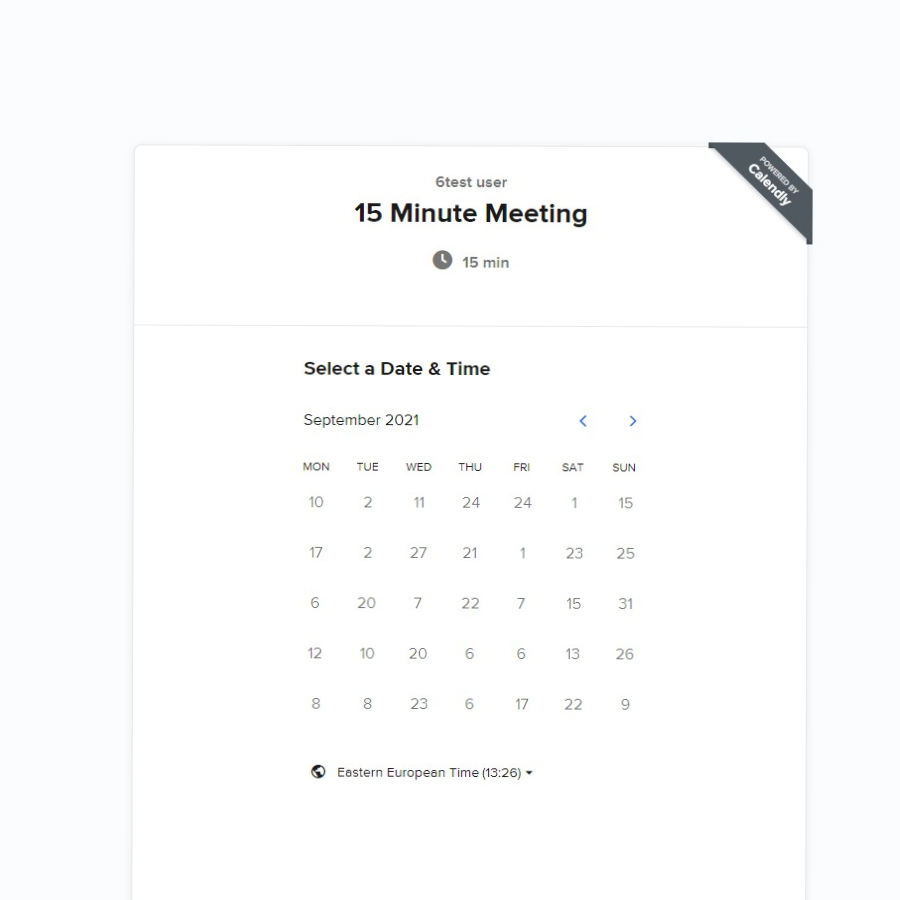 POWERED BY
Calendly
6test user
15 Minute Meeting
15 min
Select a Date & Time
September 2021
MON TUE WED THU FRI SAT SUN
10 2 11 24 24 1 15
17 2 27 21 1 23 25
6 20 7 22 7 15 31
12 10 20 6 6 13 26
8 8 23 6 17 22 9
Eastern European Time (13:26)